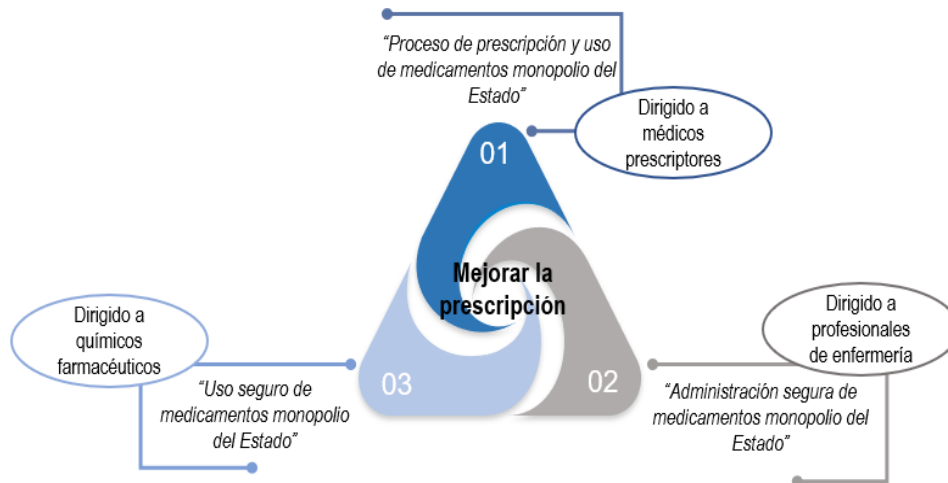 “Proceso de prescripción y uso
de medicamentos monopolio del
Estado”
Dirigido a
médicos
prescriptores
01
Mejorar la
prescripción
Dirigido a
químicos
farmacéuticos
“Uso seguro de
medicamentos monopolio
del Estado”
03
02
Dirigido a
profesionales
de enfermería
“Administración segura de
medicamentos monopolio del
Estado”